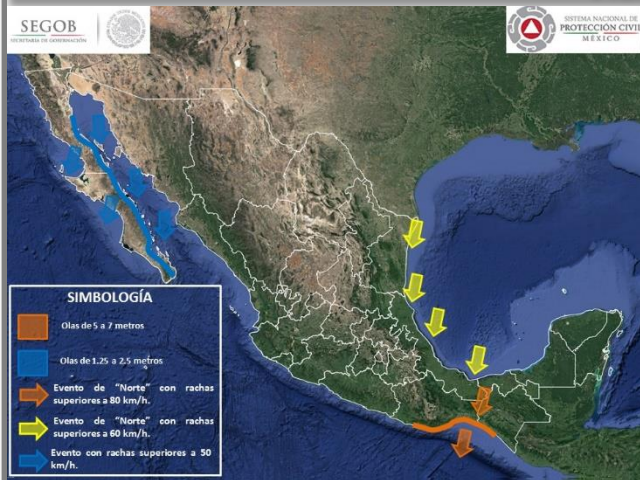 SEGOB
SECRETARÍA DE GOBERNACIÓN
SISTEMA NACIONAL DE
PROTECCIÓN CIVIL
MÉXICO
SIMBOLOGÍA
Olas de 5 a 7 metros
Olas de 1.25 a 2.5 metros
Evento de “Norte” con rachas
superiores a 80 km/h.
Evento de “Norte” con rachas
superiores a 60 km/h.
Evento con rachas superiores a 50
km/h.